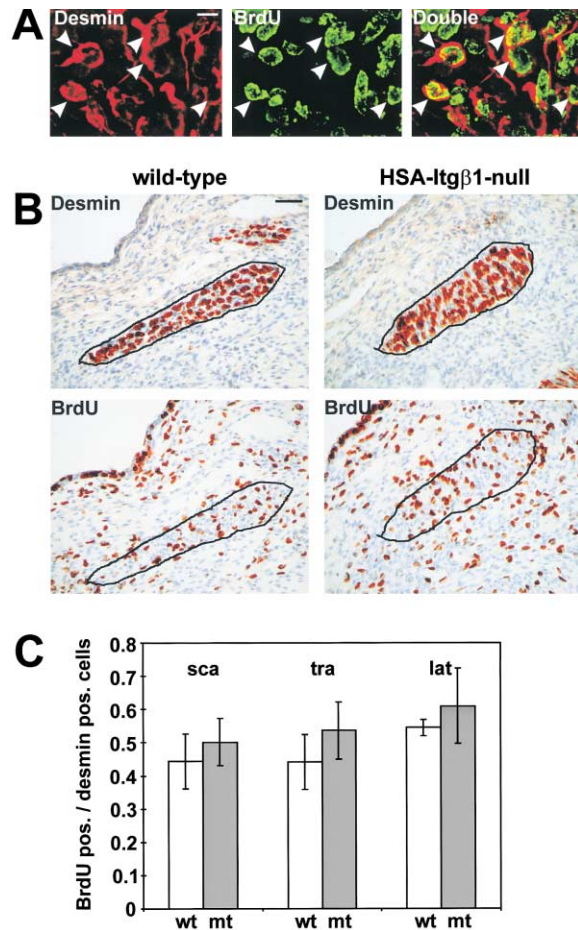 A
Desmin
BrdU
Double
wild-type
HSA-Itgβ1-null
B
Desmin
Desmin
BrdU
BrdU
C
BrdU pos. / desmin pos. cells
0.8
0.7
0.6
0.5
0.4
0.3
0.2
0.1
0
sca
tra
lat
wt mt
wt mt
wt mt